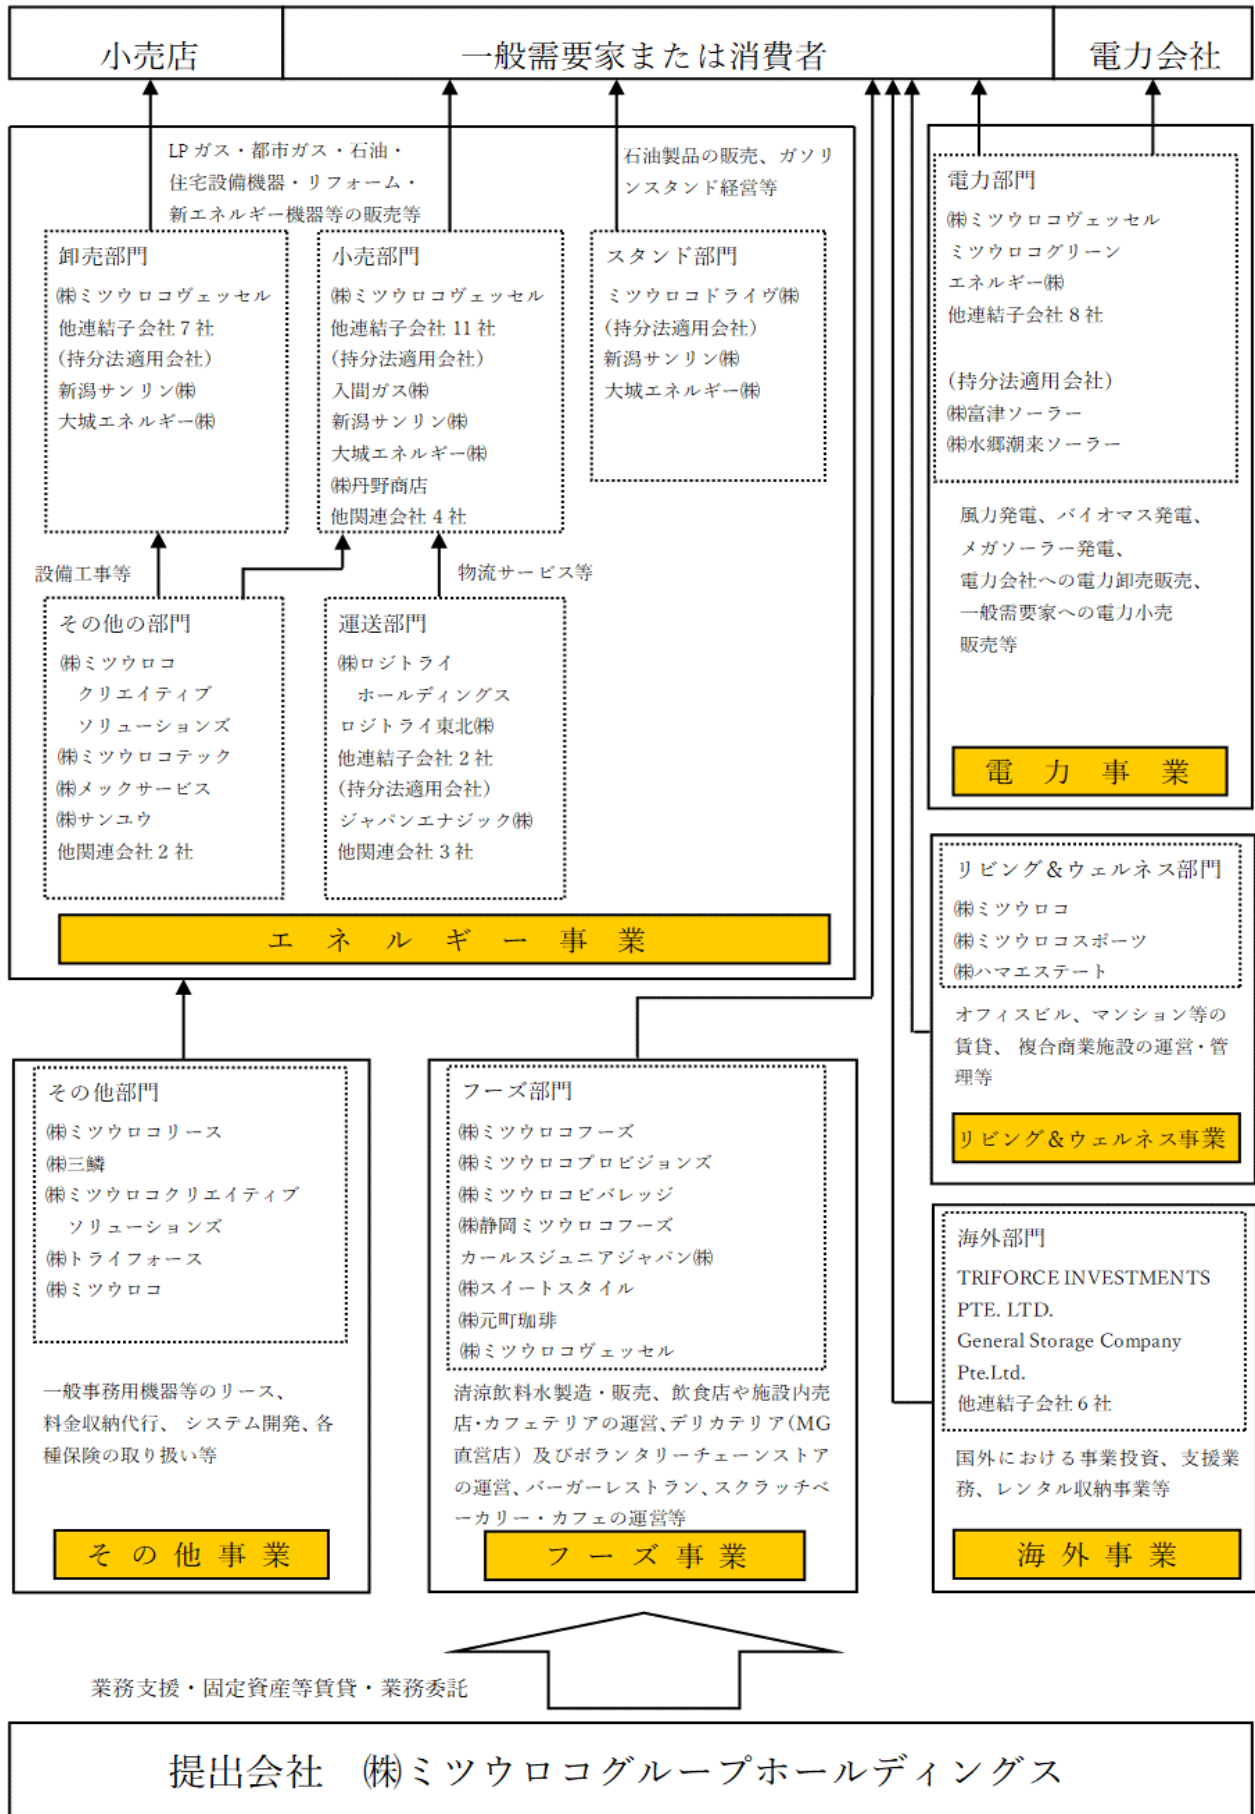 小売店
一般需要家または消費者
電力会社
LPガス・都市ガス・石油・
住宅設備機器・リフォーム・
新エネルギー機器等の販売等
石油製品の販売、ガソリ
ンスタンド経営等
卸売部門
㈱ミツウロコヴェッセル
他連結子会社7社
(持分法適用会社)
新潟サンリン㈱
大城エネルギー㈱
小売部門
㈱ミツウロコヴェッセル
他連結子会社11社
(持分法適用会社)
入間ガス㈱
新潟サンリン㈱
大城エネルギー㈱
㈱丹野商店
他関連会社4社
スタンド部門
ミツウロコドライヴ㈱
(持分法適用会社)
新潟サンリン㈱
大城エネルギー㈱
設備工事等
物流サービス等
その他の部門
㈱ミツウロコ
クリエイティブ
ソリューションズ
㈱ミツウロコテック
㈱メックサービス
㈱サンユウ
他関連会社2社
運送部門
㈱ロジトライ
ホールディングス
ロジトライ東北㈱
他連結子会社2社
(持分法適用会社)
ジャパンエナジック㈱
他関連会社3社
エネルギー事業
電力部門
㈱ミツウロコヴェッセル
ミツウロコグリーン
エネルギー㈱
他連結子会社8社
(持分法適用会社)
㈱富津ソーラー
㈱水郷潮来ソーラー
風力発電、バイオマス発電、
メガソーラー発電、
電力会社への電力卸売販売、
一般需要家への電力小売
販売等
電力事業
リビング&ウェルネス部門
㈱ミツウロコ
㈱ミツウロコスポーツ
㈱ハマエステート
オフィスビル、マンション等の
賃貸、複合商業施設の運営・管
理等
リビング&ウェルネス事業
その他部門
㈱ミツウロコリース
㈱三鱗
㈱ミツウロコクリエイティブ
ソリューションズ
㈱トライフォース
㈱ミツウロコ
一般事務用機器等のリース、
料金収納代行、システム開発、各
種保険の取り扱い等
その他事業
フーズ部門
㈱ミツウロコフーズ
㈱ミツウロコプロビジョンズ
㈱ミツウロコビバレッジ
㈱静岡ミツウロコフーズ
カールスジュニアジャパン㈱
㈱スイートスタイル
㈱元町珈琲
㈱ミツウロコヴェッセル
清涼飲料水製造・販売、飲食店や施設内売
店・カフェテリアの運営、デリカテリア(MG
直営店)及びボランタリーチェーンストア
の運営、バーガーレストラン、スクラッチベ
ーカリー・カフェの運営等
フーズ事業
海外部門
TRIFORCE INVESTMENTS
PTE. LTD.
General Storage Company
Pte.Ltd.
他連結子会社6社
国外における事業投資、支援業
務、レンタル収納事業等
海外事業
業務支援・固定資産等賃貸・業務委託
提出会社　㈱ミツウロコグループホールディングス